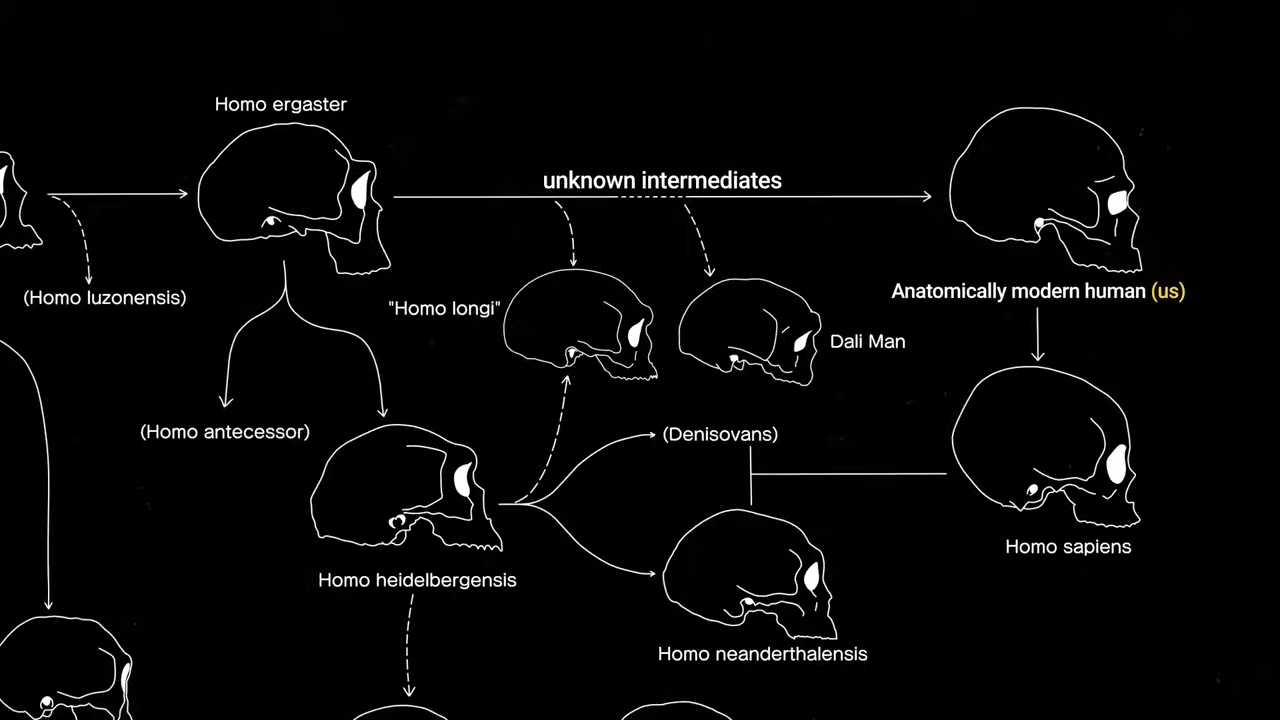 Homo ergaster
unknown intermediates
Anatomically modern human (us)
(Homo luzonensis)
"Homo longi"
Dali Man
(Homo antecessor)
(Denisovans)
Homo sapiens
Homo heidelbergensis
Homo neanderthalensis